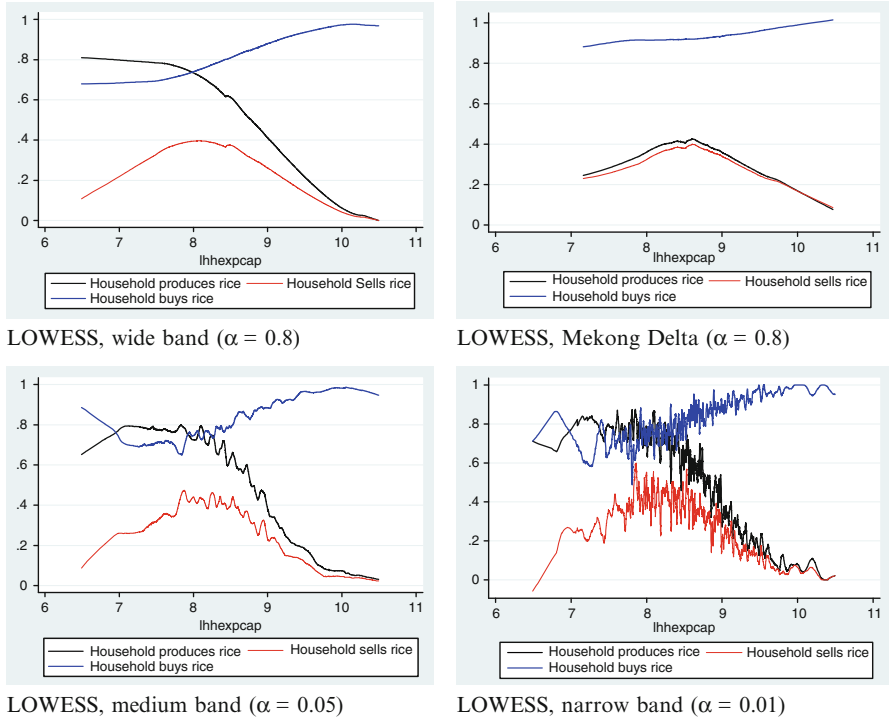 1
.8
.6
.4
.2
0
6 7 8 9 10 11
lhhexpcap
Household produces rice Household Sells rice
Household buys rice
LOWESS, wide band (α = 0.8)
1
.8
.6
.4
.2
0
6 7 8 9 10 11
lhhexpcap
Household produces rice Household sells rice
Household buys rice
LOWESS, Mekong Delta (α = 0.8)
1
.8
.6
.4
.2
0
6 7 8 9 10 11
lhhexpcap
Household produces rice Household sells rice
Household buys rice
LOWESS, medium band (α = 0.05)
1
.8
.6
.4
.2
0
6 7 8 9 10 11
lhhexpcap
Household produces rice Household sells rice
Household buys rice
LOWESS, narrow band (α = 0.01)